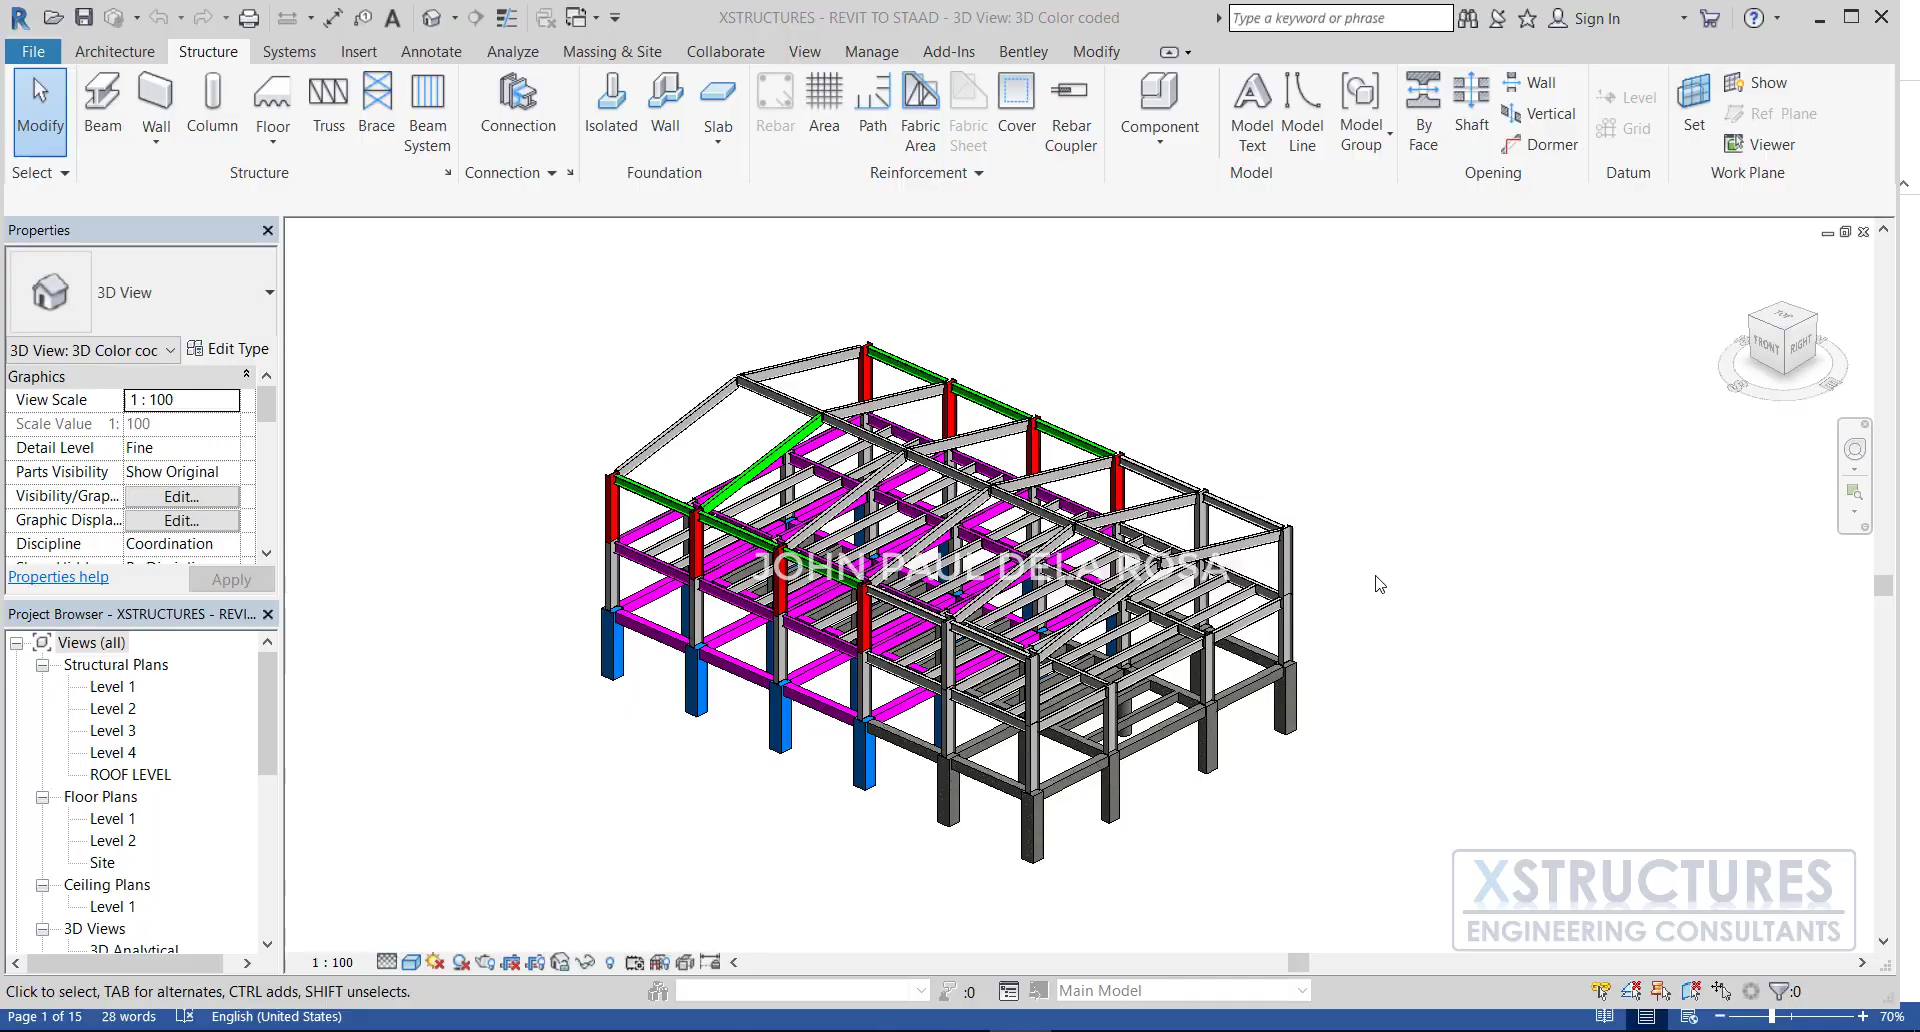 XSTRUCTURES - REVIT TO STAAD - 3D View: 3D Color coded
Type a keyword or phrase
Sign In
File Architecture Structure Systems Insert Annotate Analyze Massing & Site Collaborate View Manage Add-Ins Bentley Modify
Modify
Beam
Wall
Column
Floor
Truss
Brace
Beam
System
Connection
Isolated
Wall
Slab
Rebar
Area
Path
Fabric
Area
Fabric
Sheet
Cover
Rebar
Coupler
Component
Model
Text
Model
Line
Model
Group
By
Face
Shaft
Wall
Vertical
Dormer
Level
Grid
Set
Show
Ref Plane
Viewer
Select Structure Connection Foundation Reinforcement Model Opening Datum Work Plane
Properties
3D View
3D View: 3D Color coc
Edit Type
Graphics
View Scale 1 : 100
Scale Value 1: 100
Detail Level Fine
Parts Visibility Show Original
Visibility/Grap... Edit...
Graphic Displa... Edit...
Discipline Coordination
Properties help Apply
Project Browser - XSTRUCTURES - REVI...
Views (all)
Structural Plans
Level 1
Level 2
Level 3
Level 4
ROOF LEVEL
Floor Plans
Level 1
Level 2
Site
Ceiling Plans
Level 1
3D Views
3D Analytical
TOP
FRONT RIGHT
JOHN PAUL DELA ROSA
XSTRUCTURES
ENGINEERING CONSULTANTS
1 : 100
Click to select, TAB for alternates, CTRL adds, SHIFT unselects.
:0
Main Model
:0
Page 1 of 15 28 words English (United States) 70%